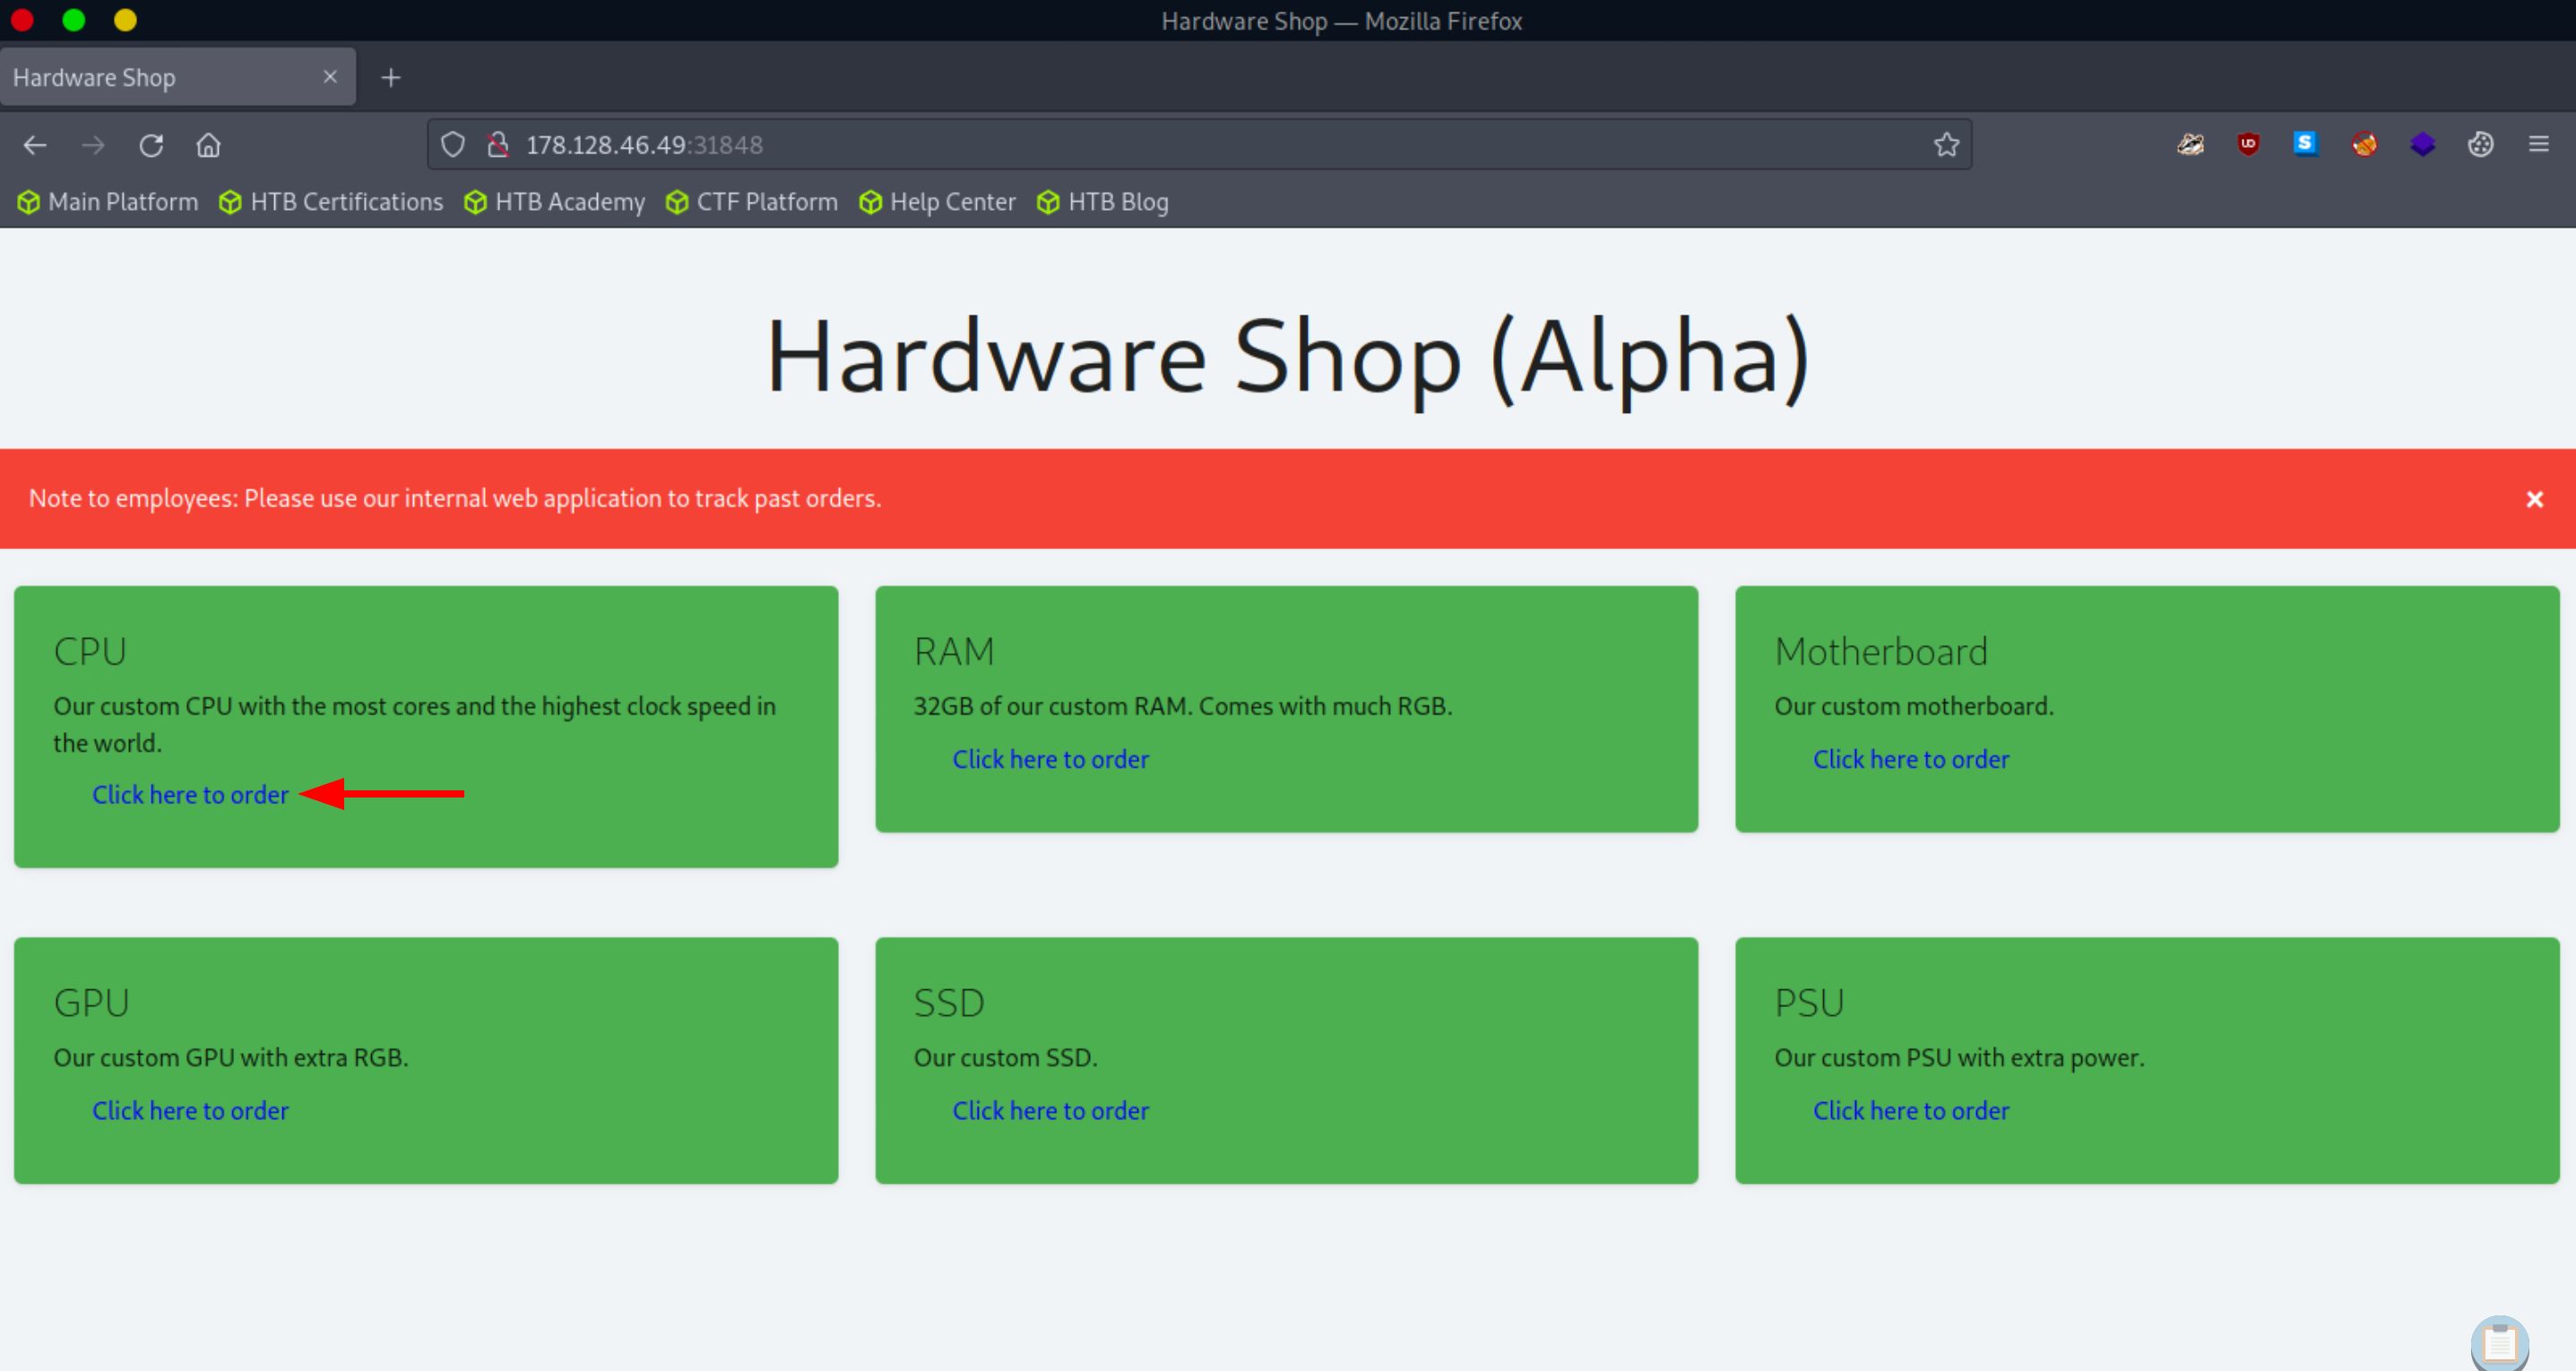 Hardware Shop — Mozilla Firefox
Hardware Shop
178.128.46.49:31848
Main Platform HTB Certifications HTB Academy CTF Platform Help Center HTB Blog
Hardware Shop (Alpha)
Note to employees: Please use our internal web application to track past orders.
CPU
Our custom CPU with the most cores and the highest clock speed in
the world.
Click here to order
RAM
32GB of our custom RAM. Comes with much RGB.
Click here to order
Motherboard
Our custom motherboard.
Click here to order
GPU
Our custom GPU with extra RGB.
Click here to order
SSD
Our custom SSD.
Click here to order
PSU
Our custom PSU with extra power.
Click here to order